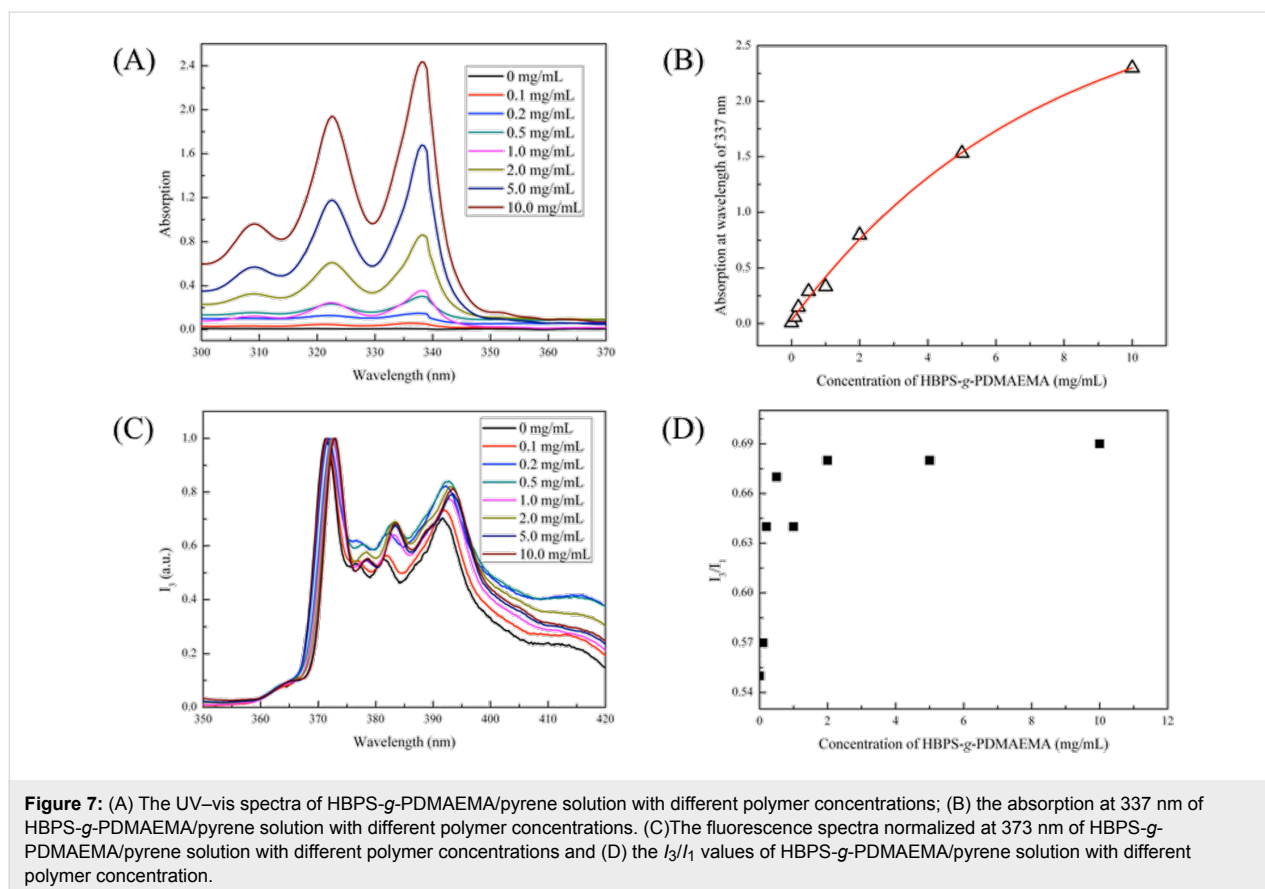 (A)
Absorption
2.4
2.0
1.6
1.2
0.8
0.4
0.0
0 mg/mL
0.1 mg/mL
0.2 mg/mL
0.5 mg/mL
1.0 mg/mL
2.0 mg/mL
5.0 mg/mL
10.0 mg/mL
300 310 320 330 340 350 360 370
Wavelength (nm)
(B)
Absorption at wavelength of 337 nm
2.5
2.0
1.5
1.0
0.5
0.0
0 2 4 6 8 10
Concentration of HBPS-g-PDMAEMA (mg/mL)
(C)
I3 (a.u.)
1.0
0.8
0.6
0.4
0.2
0.0
0 mg/mL
0.1 mg/mL
0.2 mg/mL
0.5 mg/mL
1.0 mg/mL
2.0 mg/mL
5.0 mg/mL
10.0 mg/mL
350 360 370 380 390 400 410 420
Wavelength (nm)
(D)
I3/I1
0.69
0.66
0.63
0.60
0.57
0.54
0 2 4 6 8 10 12
Concentration of HBPS-g-PDMAEMA (mg/mL)
Figure 7: (A) The UV–vis spectra of HBPS-g-PDMAEMA/pyrene solution with different polymer concentrations; (B) the absorption at 337 nm of
HBPS-g-PDMAEMA/pyrene solution with different polymer concentrations. (C)The fluorescence spectra normalized at 373 nm of HBPS-g-
PDMAEMA/pyrene solution with different polymer concentrations and (D) the I3/I1 values of HBPS-g-PDMAEMA/pyrene solution with different
polymer concentration.